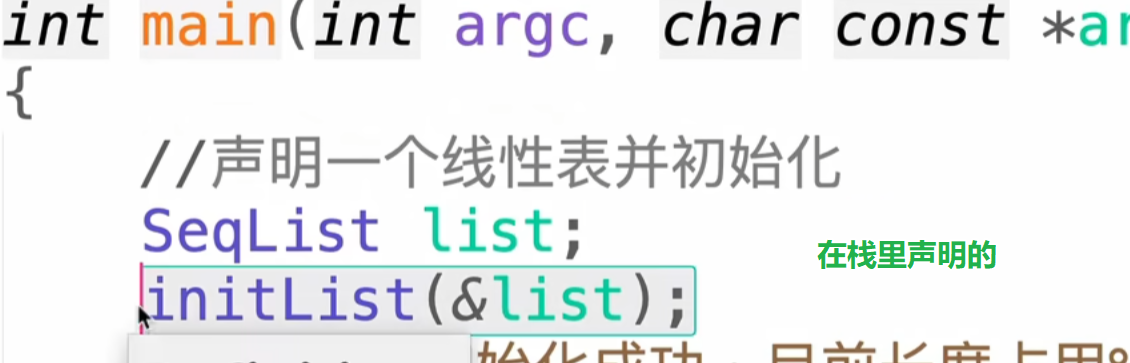 int main(int argc, char const *ar
{
//声明一个线性表并初始化
SeqList list;
在栈里声明的
initList(&list);
始化成功，目前长度占用%